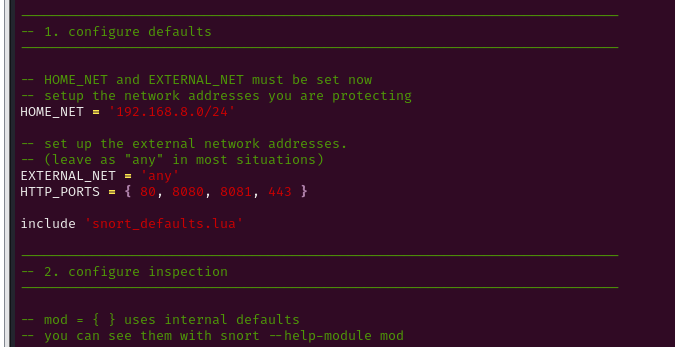 -- 1. configure defaults
-- HOME_NET and EXTERNAL_NET must be set now
-- setup the network addresses you are protecting
HOME_NET = '192.168.8.0/24'
-- set up the external network addresses.
-- (leave as "any" in most situations)
EXTERNAL_NET = 'any'
HTTP_PORTS = { 80, 8080, 8081, 443 }
include 'snort_defaults.lua'
-- 2. configure inspection
-- mod = { } uses internal defaults
-- you can see them with snort --help-module mod